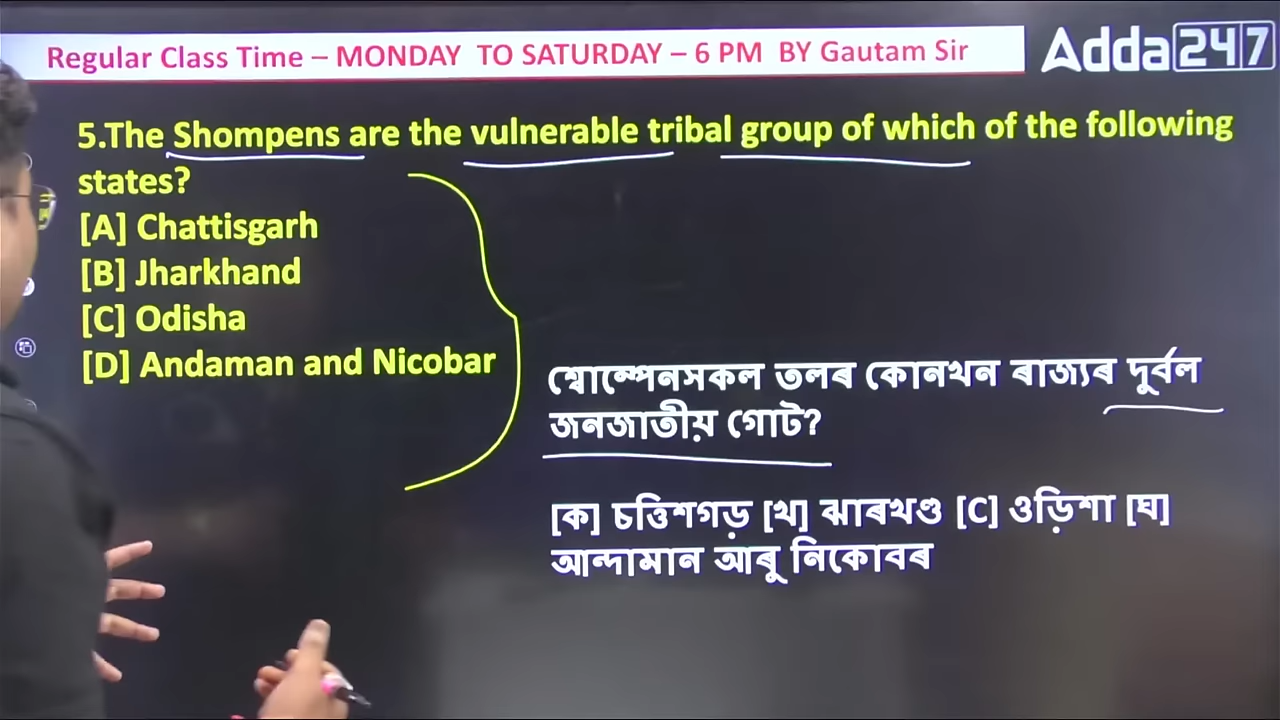 Regular Class Time – MONDAY TO SATURDAY – 6 PM BY Gautam Sir
Adda247
5.The Shompens are the vulnerable tribal group of which of the following
states?
[A] Chattisgarh
[B] Jharkhand
[C] Odisha
[D] Andaman and Nicobar
শ্বোম্পেনসকল তলৰ কোনখন ৰাজ্যৰ দুৰ্বল
জনজাতীয় গোট?
[ক] চত্তিশগড় [খ] ঝাৰখণ্ড [C] ওড়িশা [ঘ]
আন্দামান আৰু নিকোবৰ